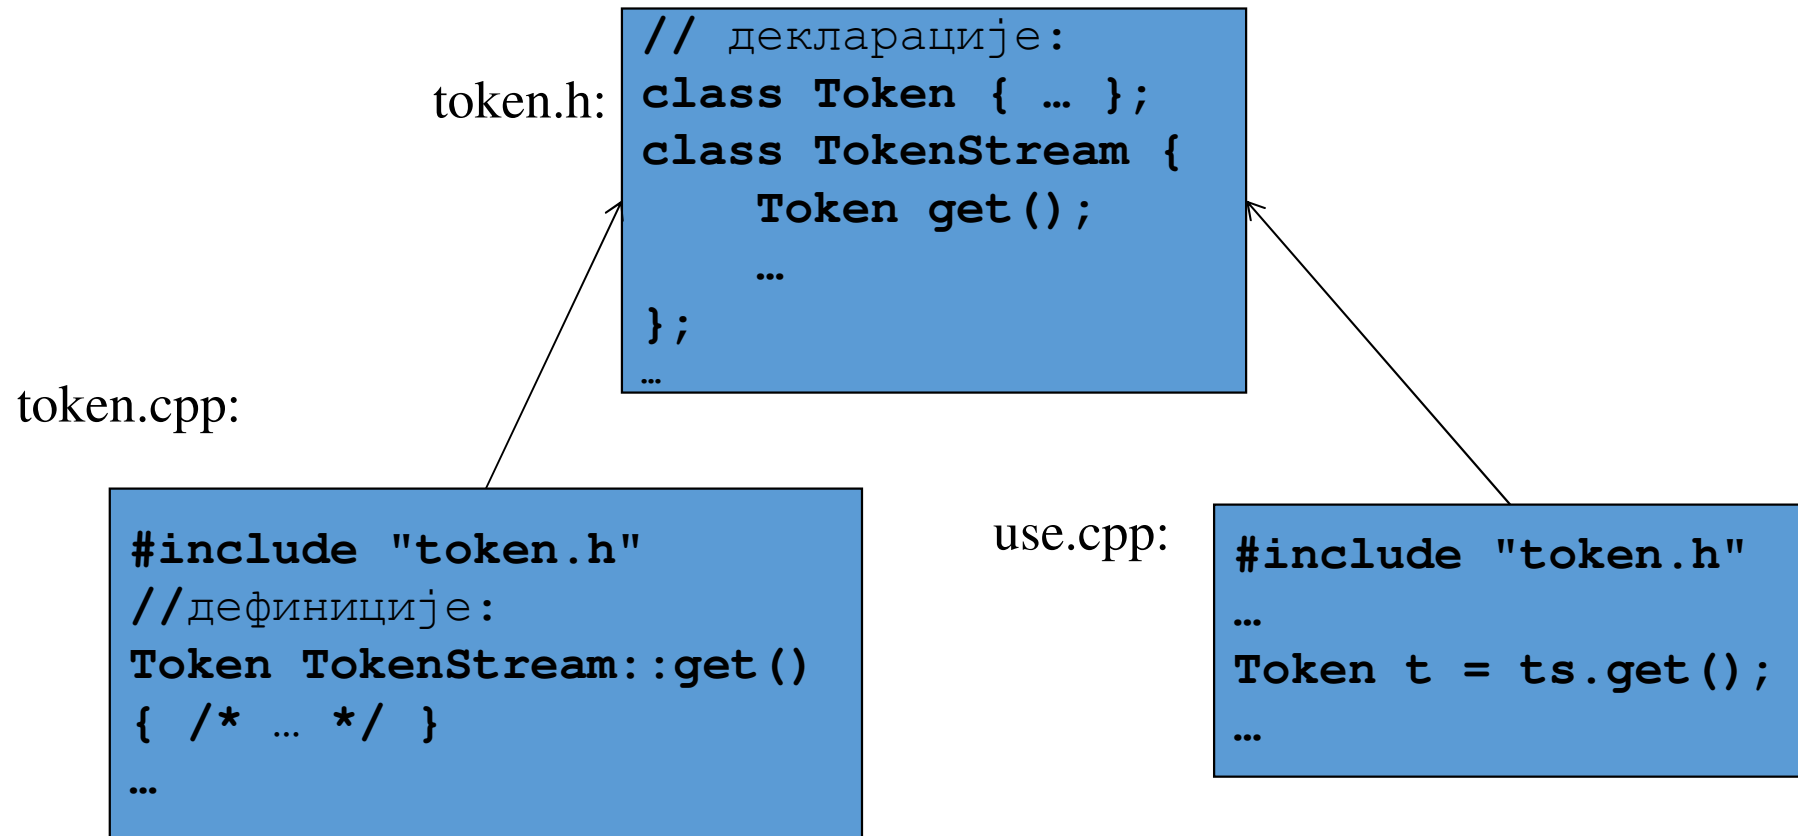 token.h:
// декларације:
class Token { … };
class TokenStream {
Token get();
…
};
…
token.cpp:
#include "token.h"
//дефиниције:
Token TokenStream::get()
{ /* … */ }
…
use.cpp:
#include "token.h"
…
Token t = ts.get();
…